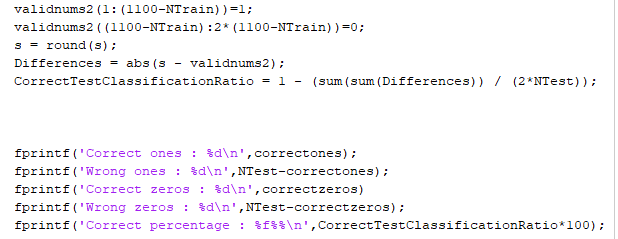 validnums2(1:(1100-NTrain))=1;
validnums2((1100-NTrain):2*(1100-NTrain))=0;
s = round(s);
Differences = abs(s - validnums2);
CorrectTestClassificationRatio = 1 - (sum(sum(Differences)) / (2*NTest));
fprintf('Correct ones : %d\n',correctones);
fprintf('Wrong ones : %d\n',NTest-correctones);
fprintf('Correct zeros : %d\n',correctzeros)
fprintf('Wrong zeros : %d\n',NTest-correctzeros);
fprintf('Correct percentage : %f%%\n',CorrectTestClassificationRatio*100);